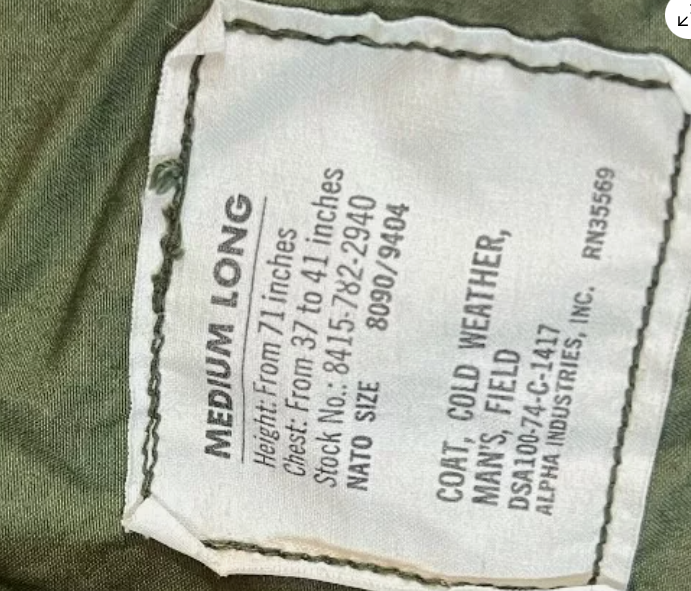 MEDIUM LONG
Height: From 71 inches
Chest: From 37 to 41 inches
Stock No.: 8415-782-2940
NATO SIZE 8090/9404
COAT, COLD WEATHER,
MAN'S, FIELD
DSA100-74-C-1417
ALPHA INDUSTRIES, INC. RN35569